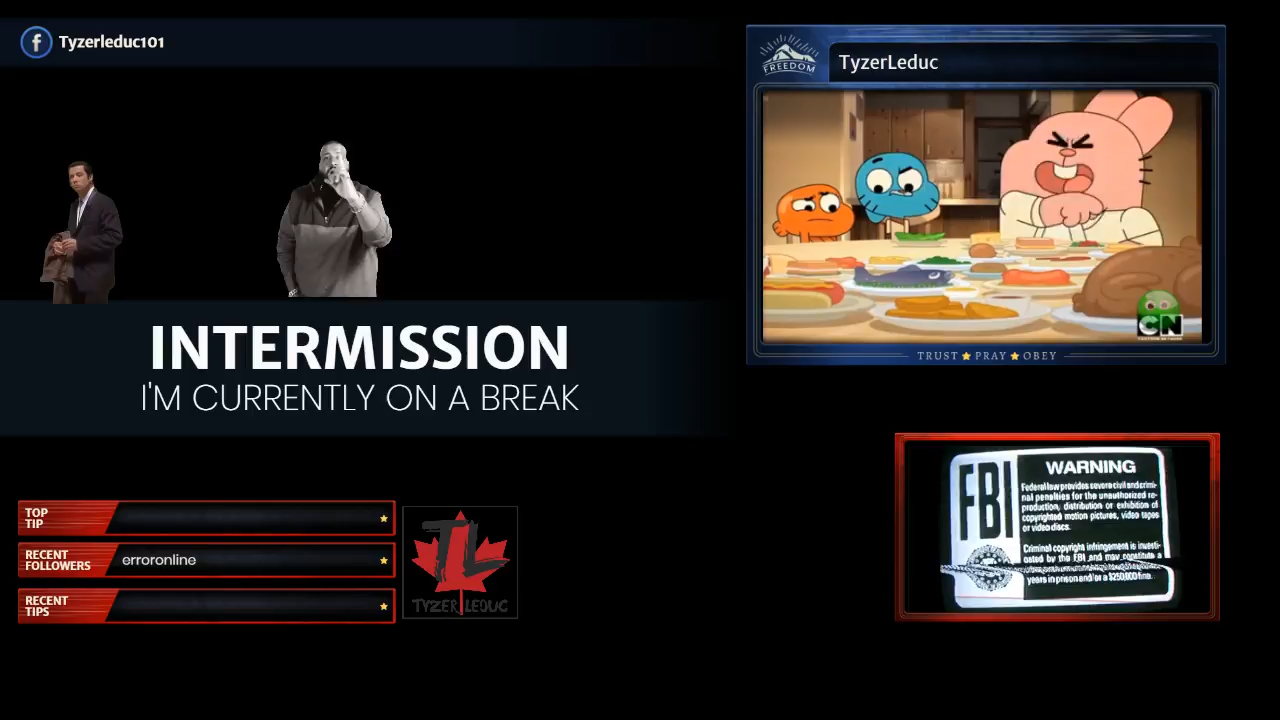 Tyzerleduc101
FREEDOM
TyzerLeduc
CN
TRUST PRAY OBEY
INTERMISSION
I'M CURRENTLY ON A BREAK
FBI
WARNING
Federal law provides severe civil and crimi-
nal penalties for the unauthorized re-
production, distribution or exhibition of
copyrighted motion pictures, video tapes
or video discs.
Criminal copyright infringement is investi-
gated by the FBI and may constitute a
years in prison and/or a $250,000 fine.
TOP
TIP
RECENT
FOLLOWERS
erroronline
RECENT
TIPS
TL
TYZER LEDUC